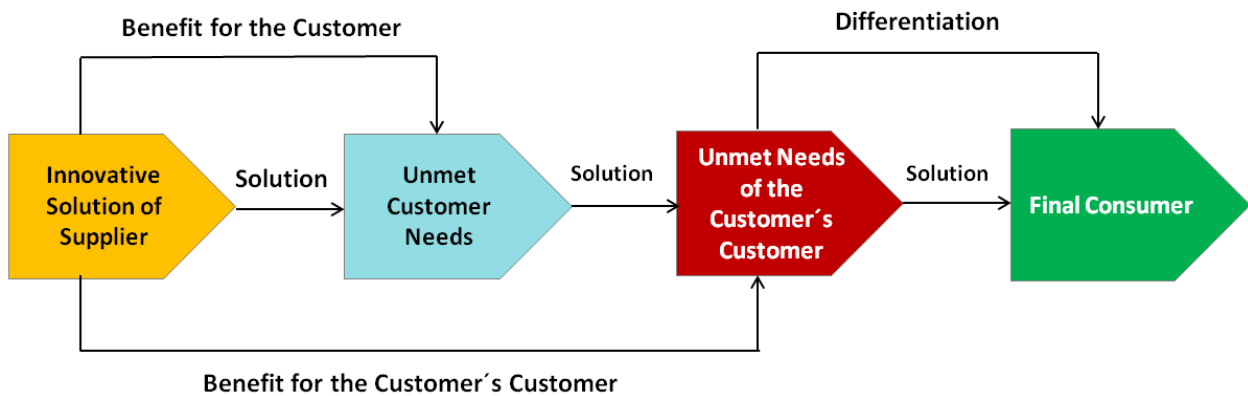 Benefit for the Customer
Differentiation
Innovative
Solution of
Supplier
Solution
Unmet
Customer
Needs
Solution
Unmet Needs
of the
Customer´s
Customer
Solution
Final Consumer
Benefit for the Customer´s Customer